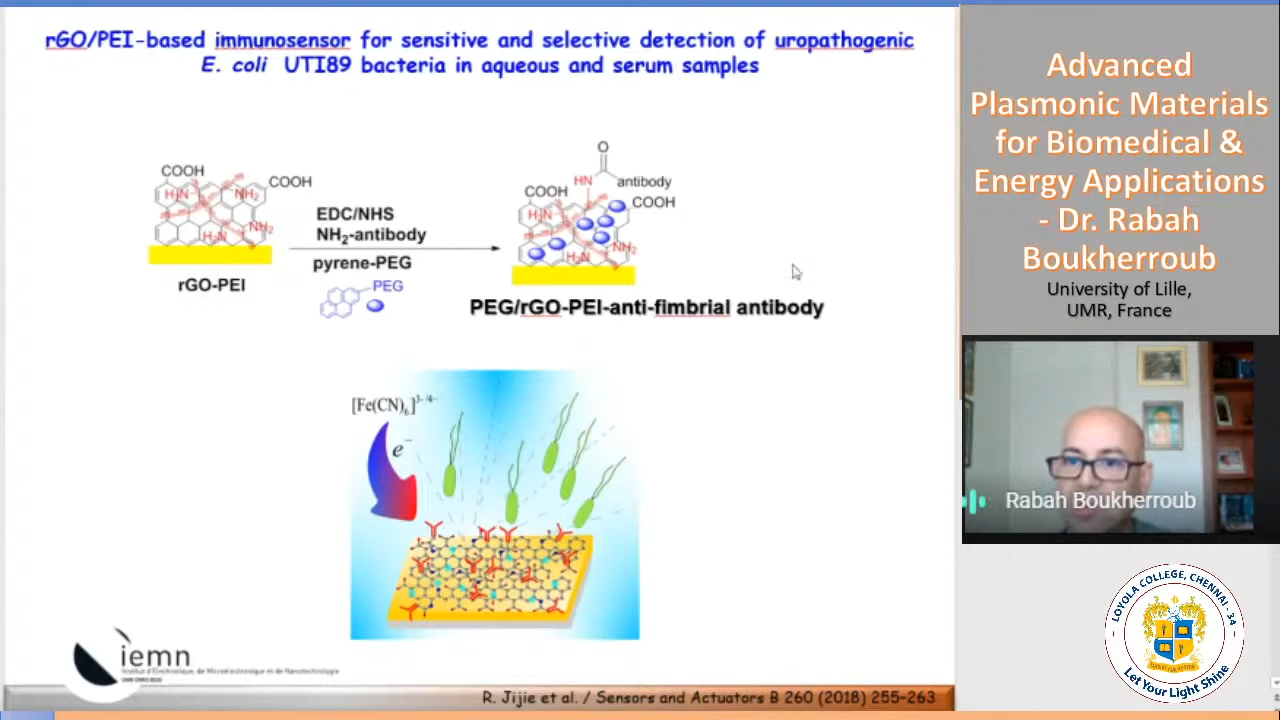 rGO/PEI-based immunosensor for sensitive and selective detection of uropathogenic
E. coli UTI89 bacteria in aqueous and serum samples
COOH
COOH
H2N
NH2
NH2
H2N
rGO-PEI
EDC/NHS
NH2-antibody
pyrene-PEG
PEG
O
HN
antibody
COOH
COOH
H2N
NH2
H2N
PEG/rGO-PEI-anti-fimbrial antibody
[Fe(CN)6]3-/4-
e-
iemn
Institut d'Electronique, de Microélectronique et de Nanotechnologie
UMR CNRS 8520
R. Jijie et al. / Sensors and Actuators B 260 (2018) 255-263
Advanced
Plasmonic Materials
for Biomedical &
Energy Applications
- Dr. Rabah
Boukherroub
University of Lille,
UMR, France
Rabah Boukherroub
LOYOLA COLLEGE, CHENNAI - 34
Let Your Light Shine